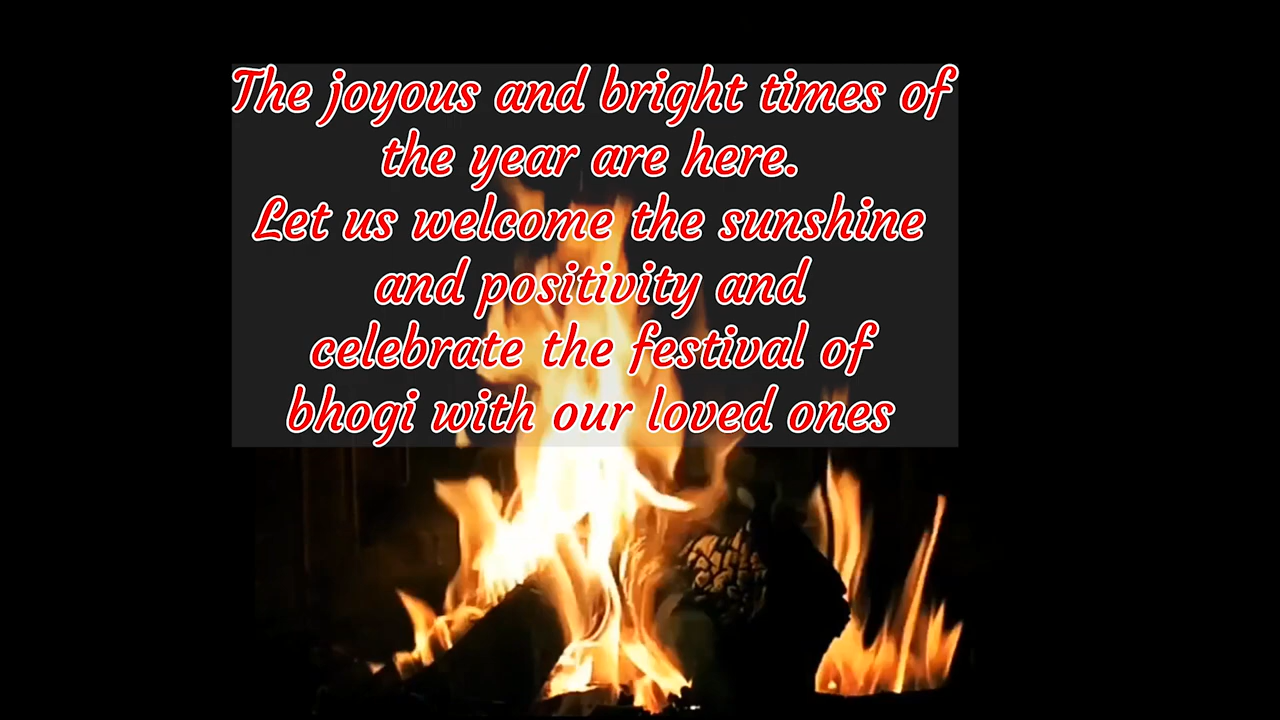 The joyous and bright times of
the year are here.
Let us welcome the sunshine
and positivity and
celebrate the festival of
bhogi with our loved ones